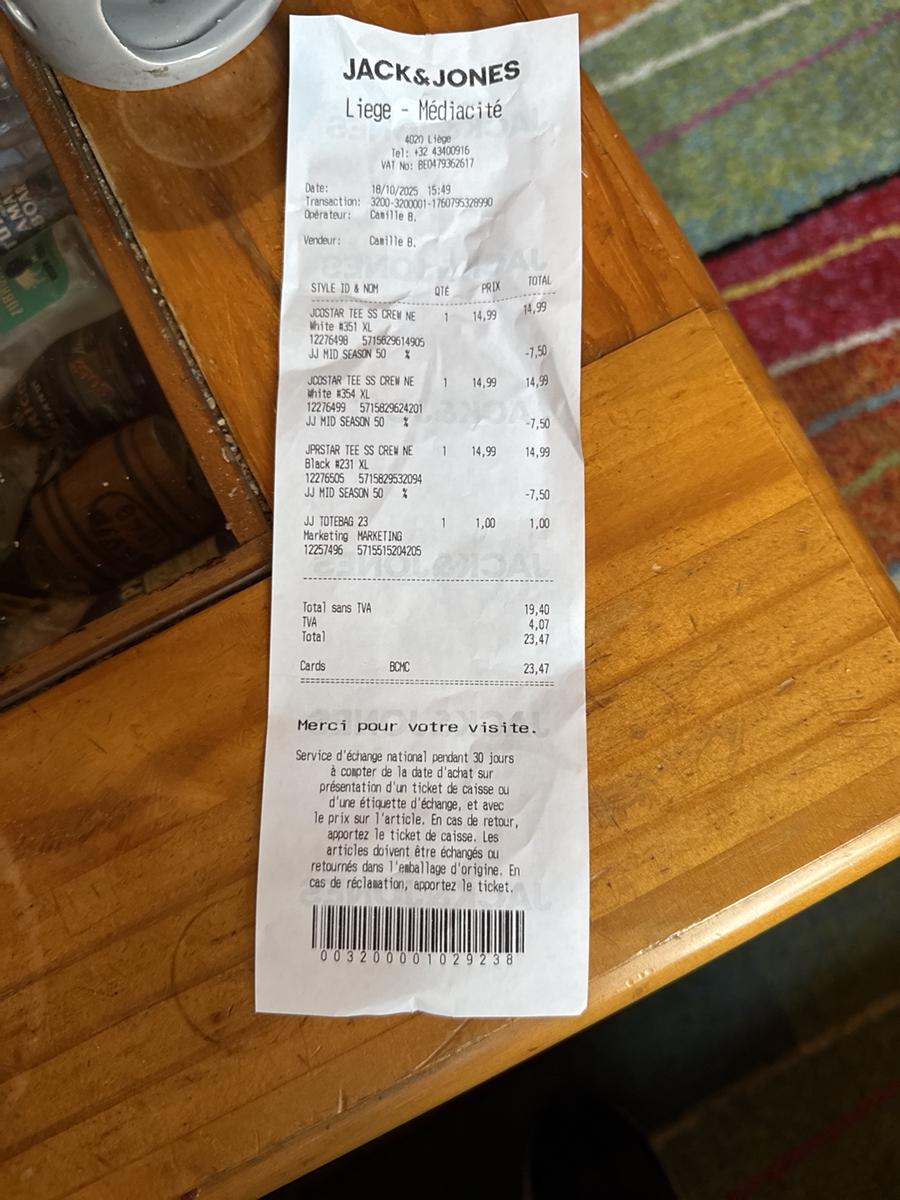 JACK&JONES
Liege - Médiacité
4020 Liège
Tel: +32 43400916
VAT No: BE0479362617
Date: 18/10/2025 15:49
Transaction: 3200-3200001-1760795328990
Opérateur: Camille B.
Vendeur: Camille B.
STYLE ID & NOM QTÉ PRIX TOTAL
JCOSTAR TEE SS CREW NE 1 14,99 14,99
White #351 XL
12276498 5715829614905
JJ MID SEASON 50 % -7,50
JCOSTAR TEE SS CREW NE 1 14,99 14,99
White #354 XL
12276499 5715829624201
JJ MID SEASON 50 % -7,50
JPRSTAR TEE SS CREW NE 1 14,99 14,99
Black #231 XL
12276505 5715829532094
JJ MID SEASON 50 % -7,50
JJ TOTEBAG 23 1 1,00 1,00
Marketing MARKETING
12257496 5715515204205
Total sans TVA 19,40
TVA 4,07
Total 23,47
Cards BCMC 23,47
Merci pour votre visite.
Service d'échange national pendant 30 jours
à compter de la date d'achat sur
présentation d'un ticket de caisse ou
d'une étiquette d'échange, et avec
le prix sur l'article. En cas de retour,
apportez le ticket de caisse. Les
articles doivent être échangés ou
retournés dans l'emballage d'origine. En
cas de réclamation, apportez le ticket.
0032000001029238